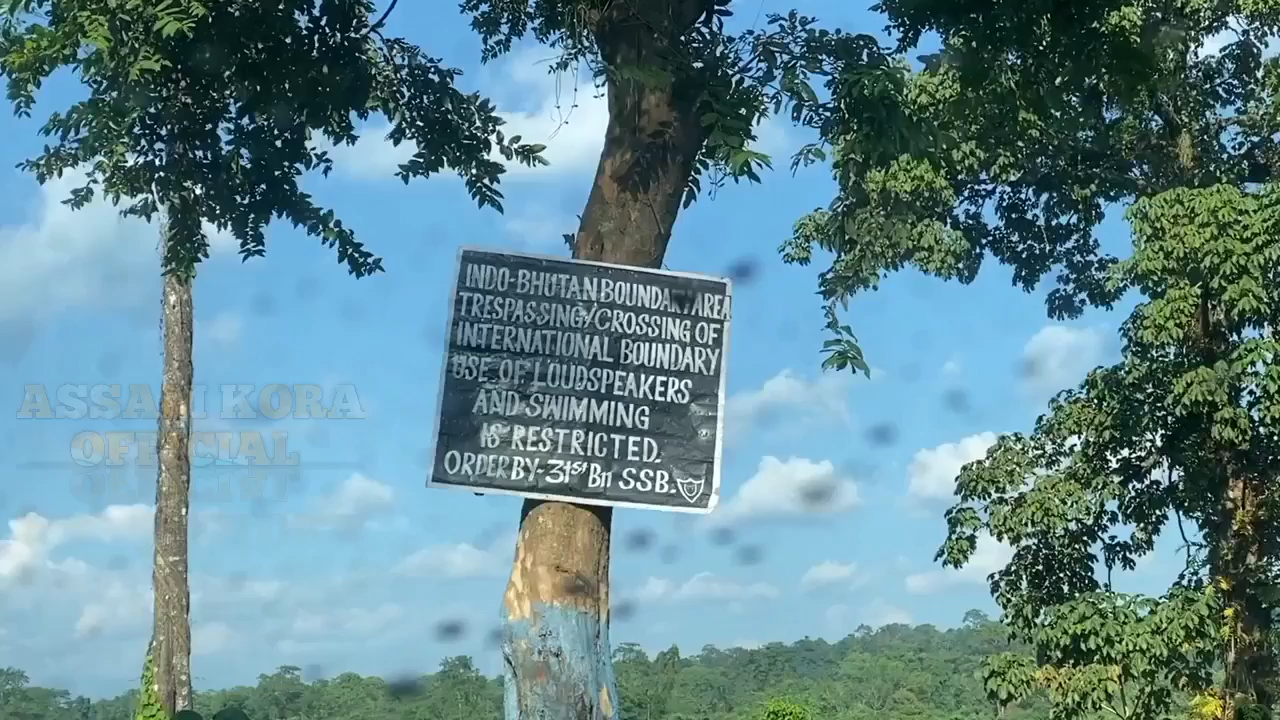 INDO-BHUTAN BOUNDARY AREA
TRESPASSING/CROSSING OF
INTERNATIONAL BOUNDARY
USE OF LOUDSPEAKERS
AND SWIMMING
IS RESTRICTED.
ORDER BY- 31st Bn SSB.
ASSAM KORA
OFFICIAL